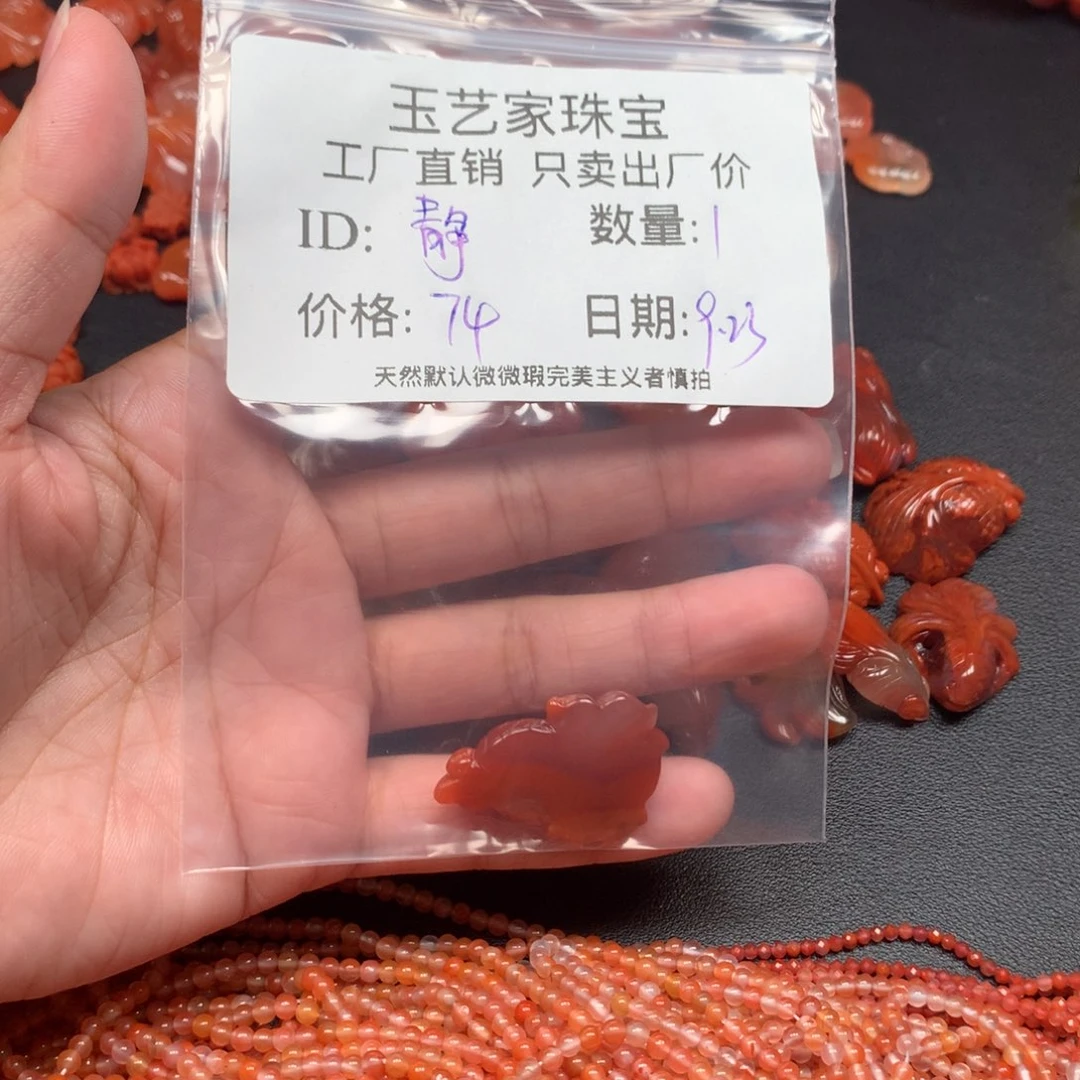 玉艺家珠宝
工厂直销 只卖出厂价
ID: 静 数量: 1
价格: 74 日期: 9.23
天然默认微微瑕完美主义者慎拍